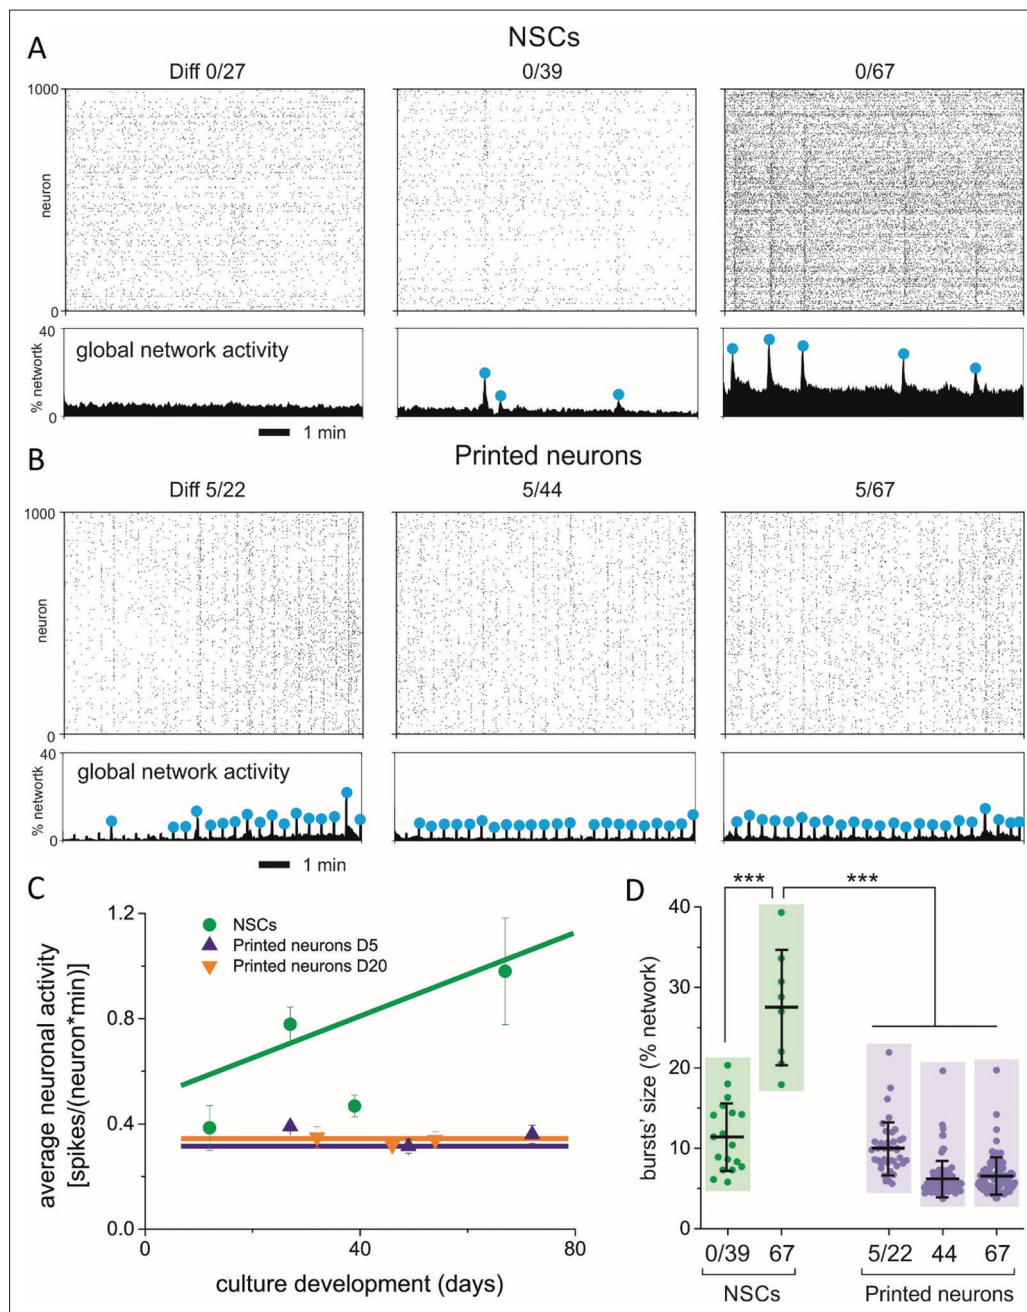 A
NSCs
Diff 0/27
0/39
0/67
1000
neuron
0
40
global network activity
% networtk
0
1 min
B
Printed neurons
Diff 5/22
5/44
5/67
1000
neuron
0
40
global network activity
% networtk
0
1 min
C
1.2
0.8
0.4
0.0
average neuronal activity
[spikes/(neuron*min)]
NSCs
Printed neurons D5
Printed neurons D20
0
40
80
culture development (days)
D
***
***
40
30
20
10
0
bursts' size (% network)
0/39
67
5/22
44
67
NSCs
Printed neurons